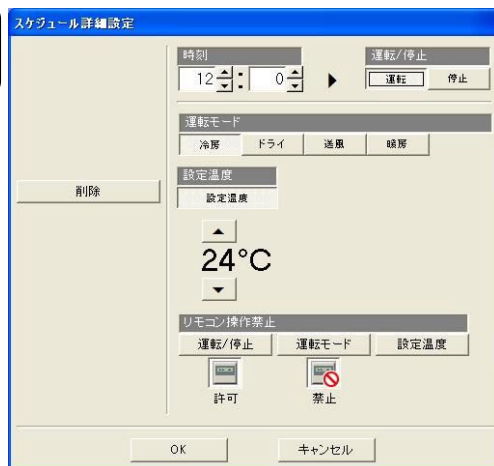 スケジュール詳細設定
時刻
運転/停止
12 : 0
運転 停止
運転モード
冷房 ドライ 送風 暖房
設定温度
削除
設定温度
24°C
リモコン操作禁止
運転/停止 運転モード 設定温度
許可 禁止
OK キャンセル